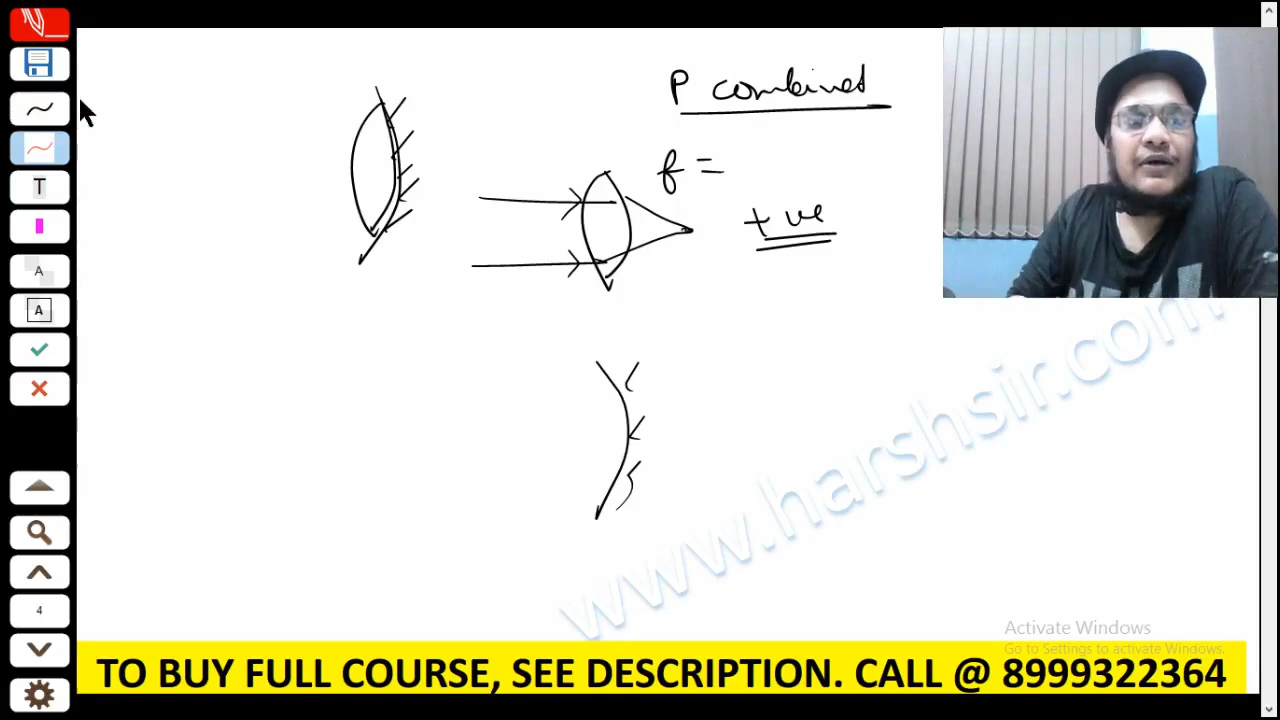 P combined
f =
+ ve
www.harshsir.com
T
A
A
4
Activate Windows
Go to Settings to activate Windows.
TO BUY FULL COURSE, SEE DESCRIPTION. CALL @ 8999322364